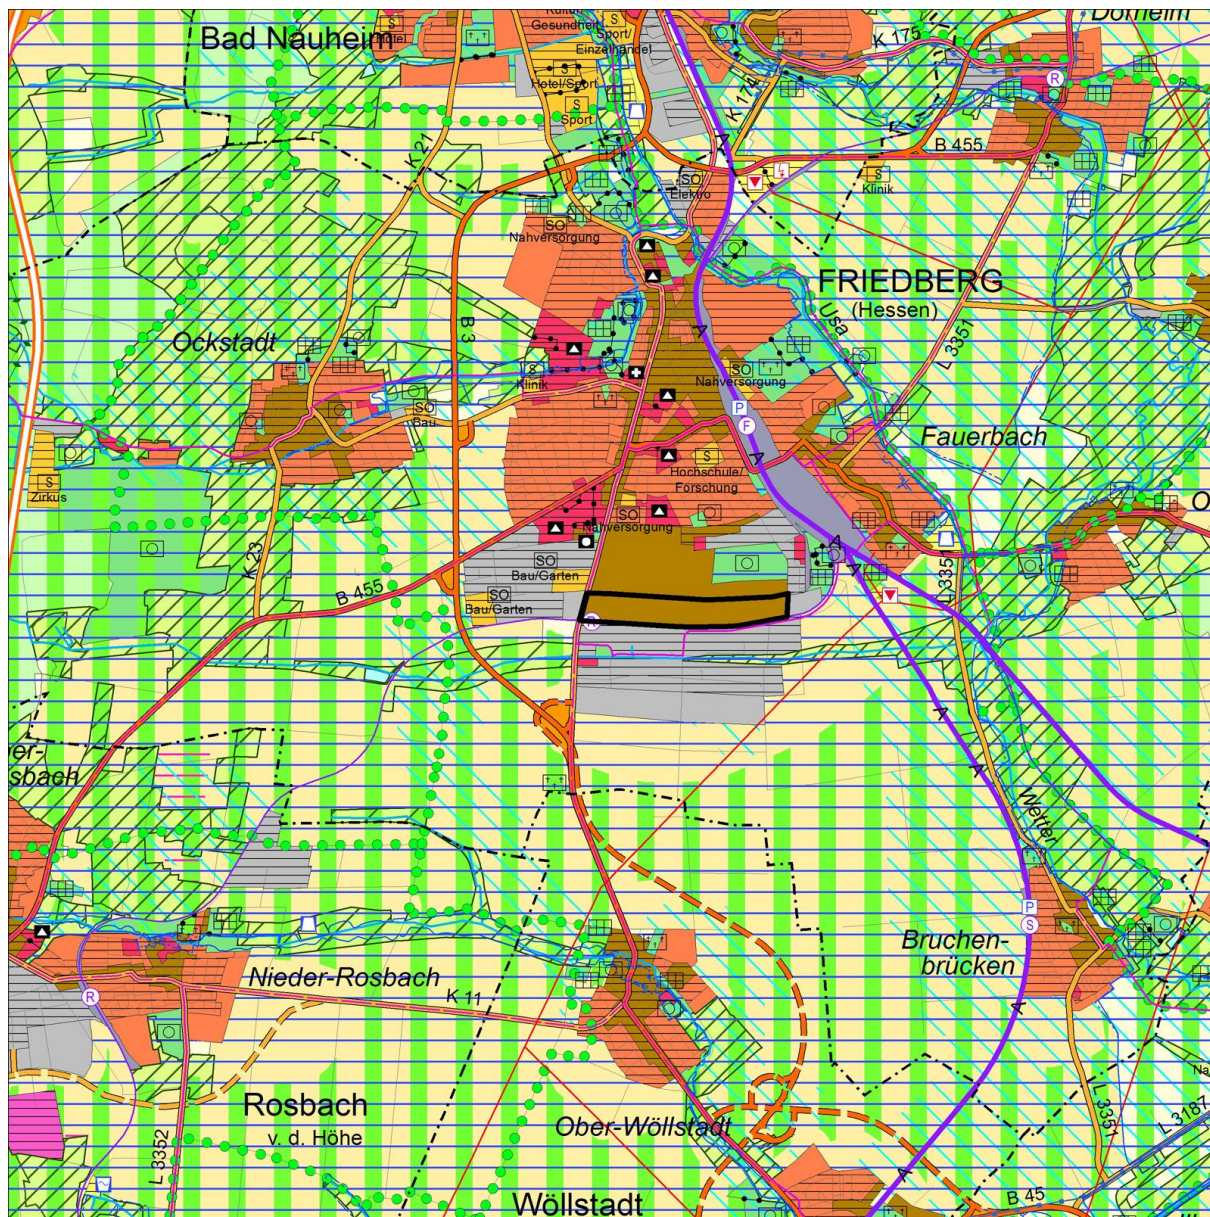 Dorheim
Bad Nauheim
Gesundheit
Sport/
Einzelhandel
K 175
Hotel/Sport
S
Sport
K 174
K 21
B 455
S
Klinik
SO
Elektro
SO
Nahversorgung
FRIEDBERG
(Hessen)
Usa
B 3
Ockstadt
L 3351
S
Klinik
SO
Nahversorgung
SO
Bau
P
F
Fauerbach
S
Zirkus
S
Hochschule/
Forschung
SO
Nahversorgung
K 23
SO
Bau/Garten
SO
Bau/Garten
B 455
L 3351
R
A
er-
sbach
Wetter
P
S
Bruchen-
brücken
Nieder-Rosbach
K 11
R
Rosbach
v. d. Höhe
L 3352
Ober-Wöllstadt
L 3351
L 3187
B 45
Wöllstadt